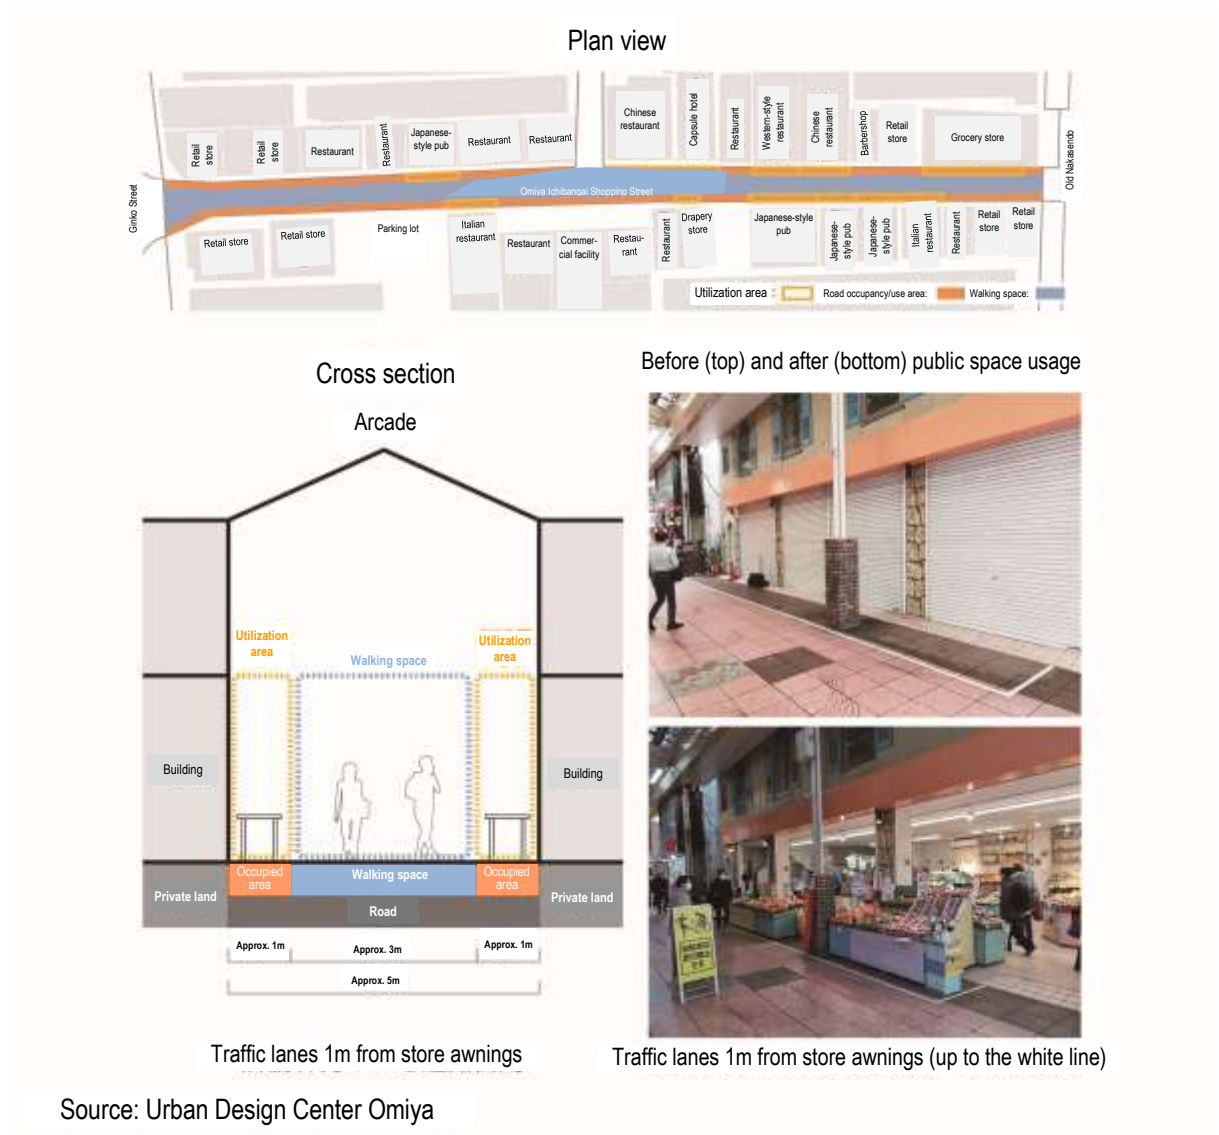 Plan view
Chinese
restaurant
Capsule hotel
Restaurant
Western-style
restaurant
Chinese
restaurant
Barbershop
Retail
store
Grocery store
Retail
store
Retail
store
Restaurant
Restaurant
Japanese-
style pub
Restaurant
Restaurant
Old Nakasendo
Ginko Street
Omiya Ichibangai Shopping Street
Retail store
Retail store
Parking lot
Italian
restaurant
Restaurant
Commer-
cial facility
Restau-
rant
Restaurant
Drapery
store
Japanese-style
pub
Japanese-
style pub
Japanese-
style pub
Italian
restaurant
Restaurant
Retail
store
Retail
store
Utilization area :
Road occupancy/use area:
Walking space:
Cross section
Arcade
Utilization
area
Walking space
Utilization
area
Building
Building
Occupied
area
Walking space
Occupied
area
Private land
Road
Private land
Approx. 1m
Approx. 3m
Approx. 1m
Approx. 5m
Traffic lanes 1m from store awnings
Before (top) and after (bottom) public space usage
Traffic lanes 1m from store awnings (up to the white line)
Source: Urban Design Center Omiya